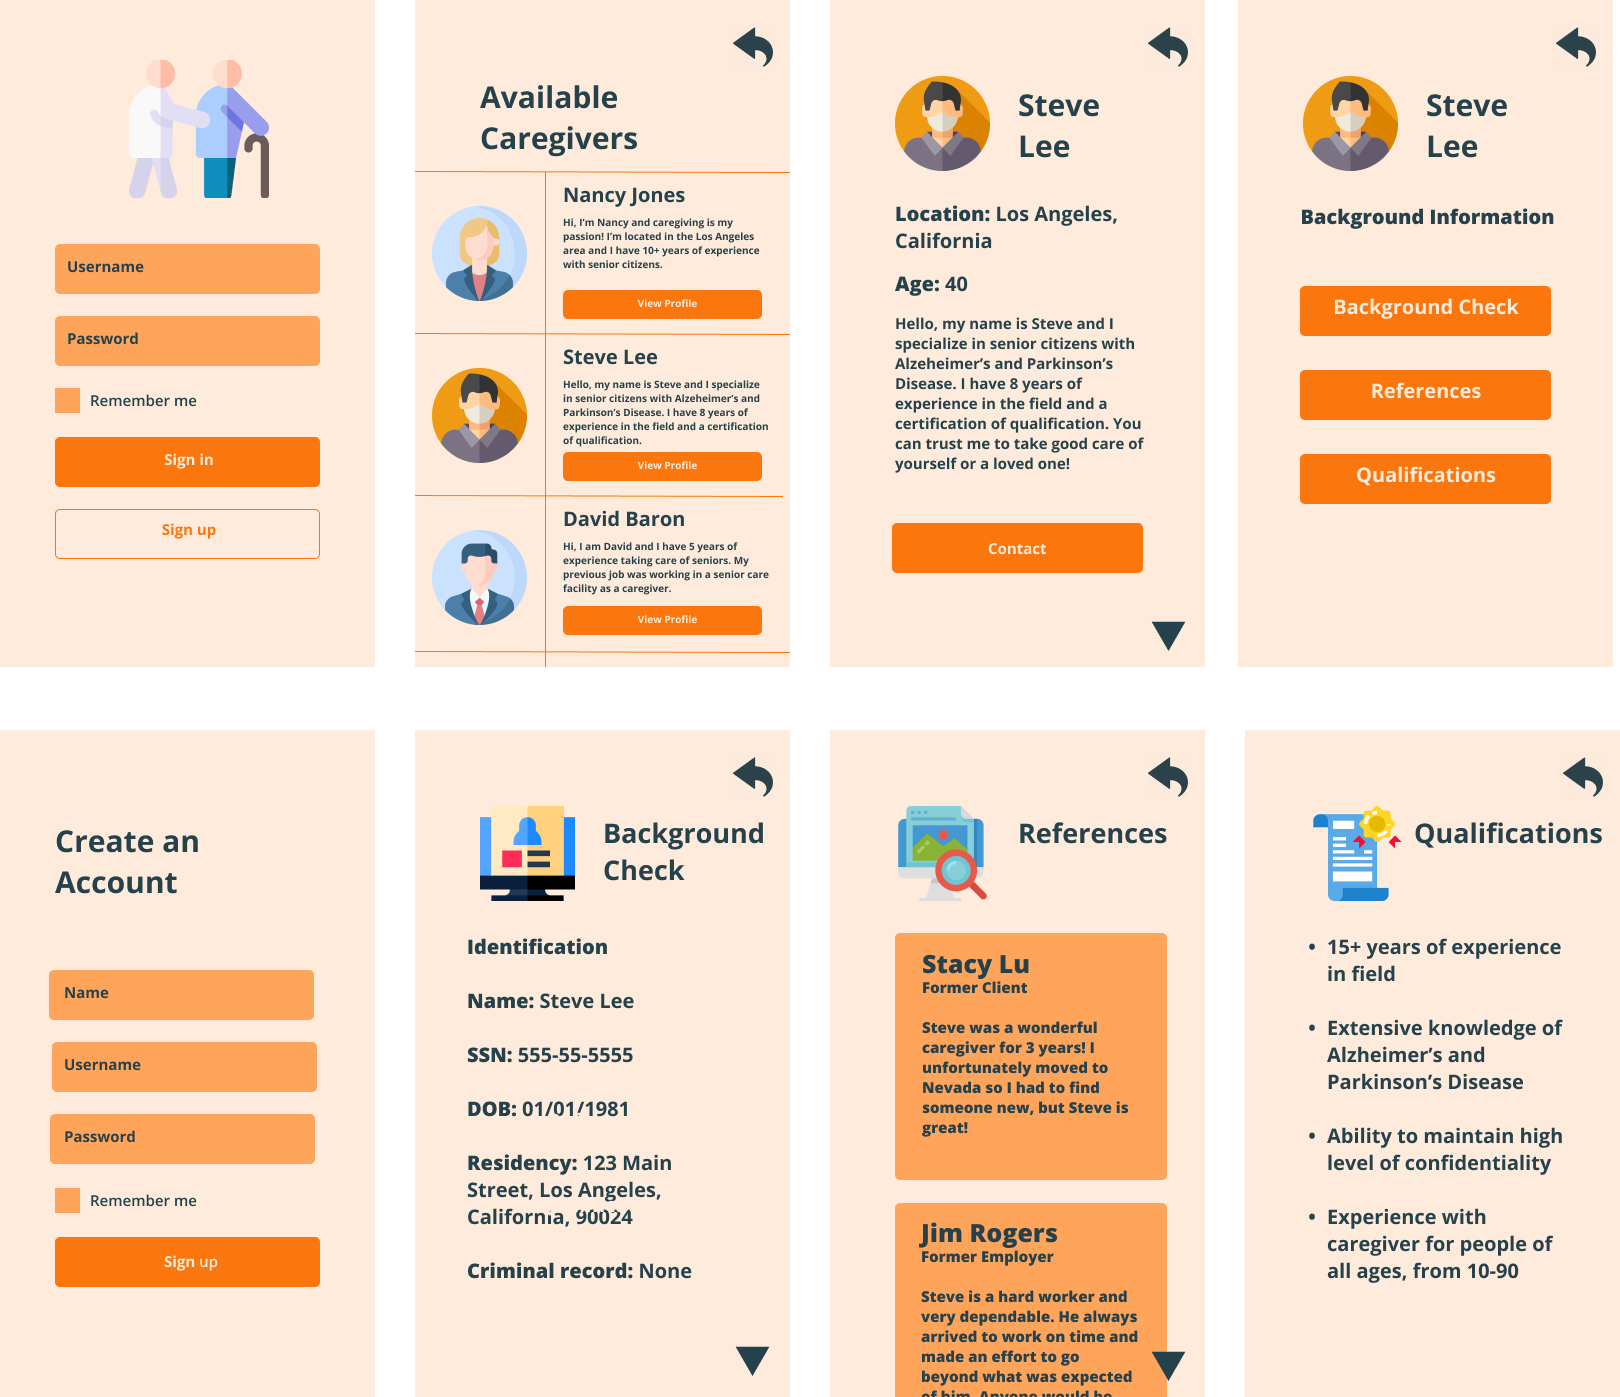 Username
Password
Remember me
Sign in
Sign up
Available
Caregivers
Nancy Jones
Hi, I'm Nancy and caregiving is my
passion! I'm located in the Los Angeles
area and I have 10+ years of experience
with senior citizens.
View Profile
Steve Lee
Hello, my name is Steve and I specialize
in senior citizens with Alzeheimer's and
Parkinson's Disease. I have 8 years of
experience in the field and a certification
of qualification.
View Profile
David Baron
Hi, I am David and I have 5 years of
experience taking care of seniors. My
previous job was working in a senior care
facility as a caregiver.
View Profile
Steve
Lee
Location: Los Angeles,
California
Age: 40
Hello, my name is Steve and I
specialize in senior citizens with
Alzeheimer's and Parkinson's
Disease. I have 8 years of
experience in the field and a
certification of qualification. You
can trust me to take good care of
yourself or a loved one!
Contact
Steve
Lee
Background Information
Background Check
References
Qualifications
Create an
Account
Name
Username
Password
Remember me
Sign up
Background
Check
Identification
Name: Steve Lee
SSN: 555-55-5555
DOB: 01/01/1981
Residency: 123 Main
Street, Los Angeles,
California, 90024
Criminal record: None
References
Stacy Lu
Former Client
Steve was a wonderful
caregiver for 3 years! I
unfortunately moved to
Nevada so I had to find
someone new, but Steve is
great!
Jim Rogers
Former Employer
Steve is a hard worker and
very dependable. He always
arrived to work on time and
made an effort to go
beyond what was expected
of him. Anyone would be
Qualifications
• 15+ years of experience
in field
• Extensive knowledge of
Alzheimer's and
Parkinson's Disease
• Ability to maintain high
level of confidentiality
• Experience with
caregiver for people of
all ages, from 10-90